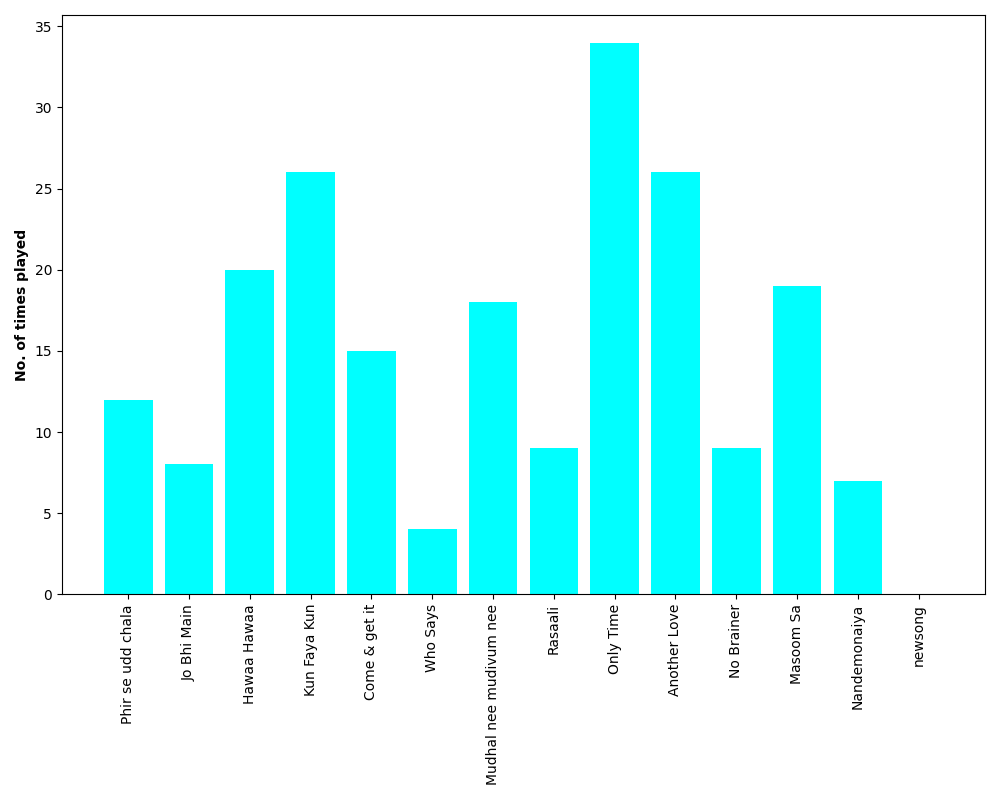 35
30
25
20
15
10
5
0
No. of times played
Phir se udd chala
Jo Bhi Main
Hawaa Hawaa
Kun Faya Kun
Come & get it
Who Says
Mudhal nee mudivum nee
Rasaali
Only Time
Another Love
No Brainer
Masoom Sa
Nandemonaiya
newsong